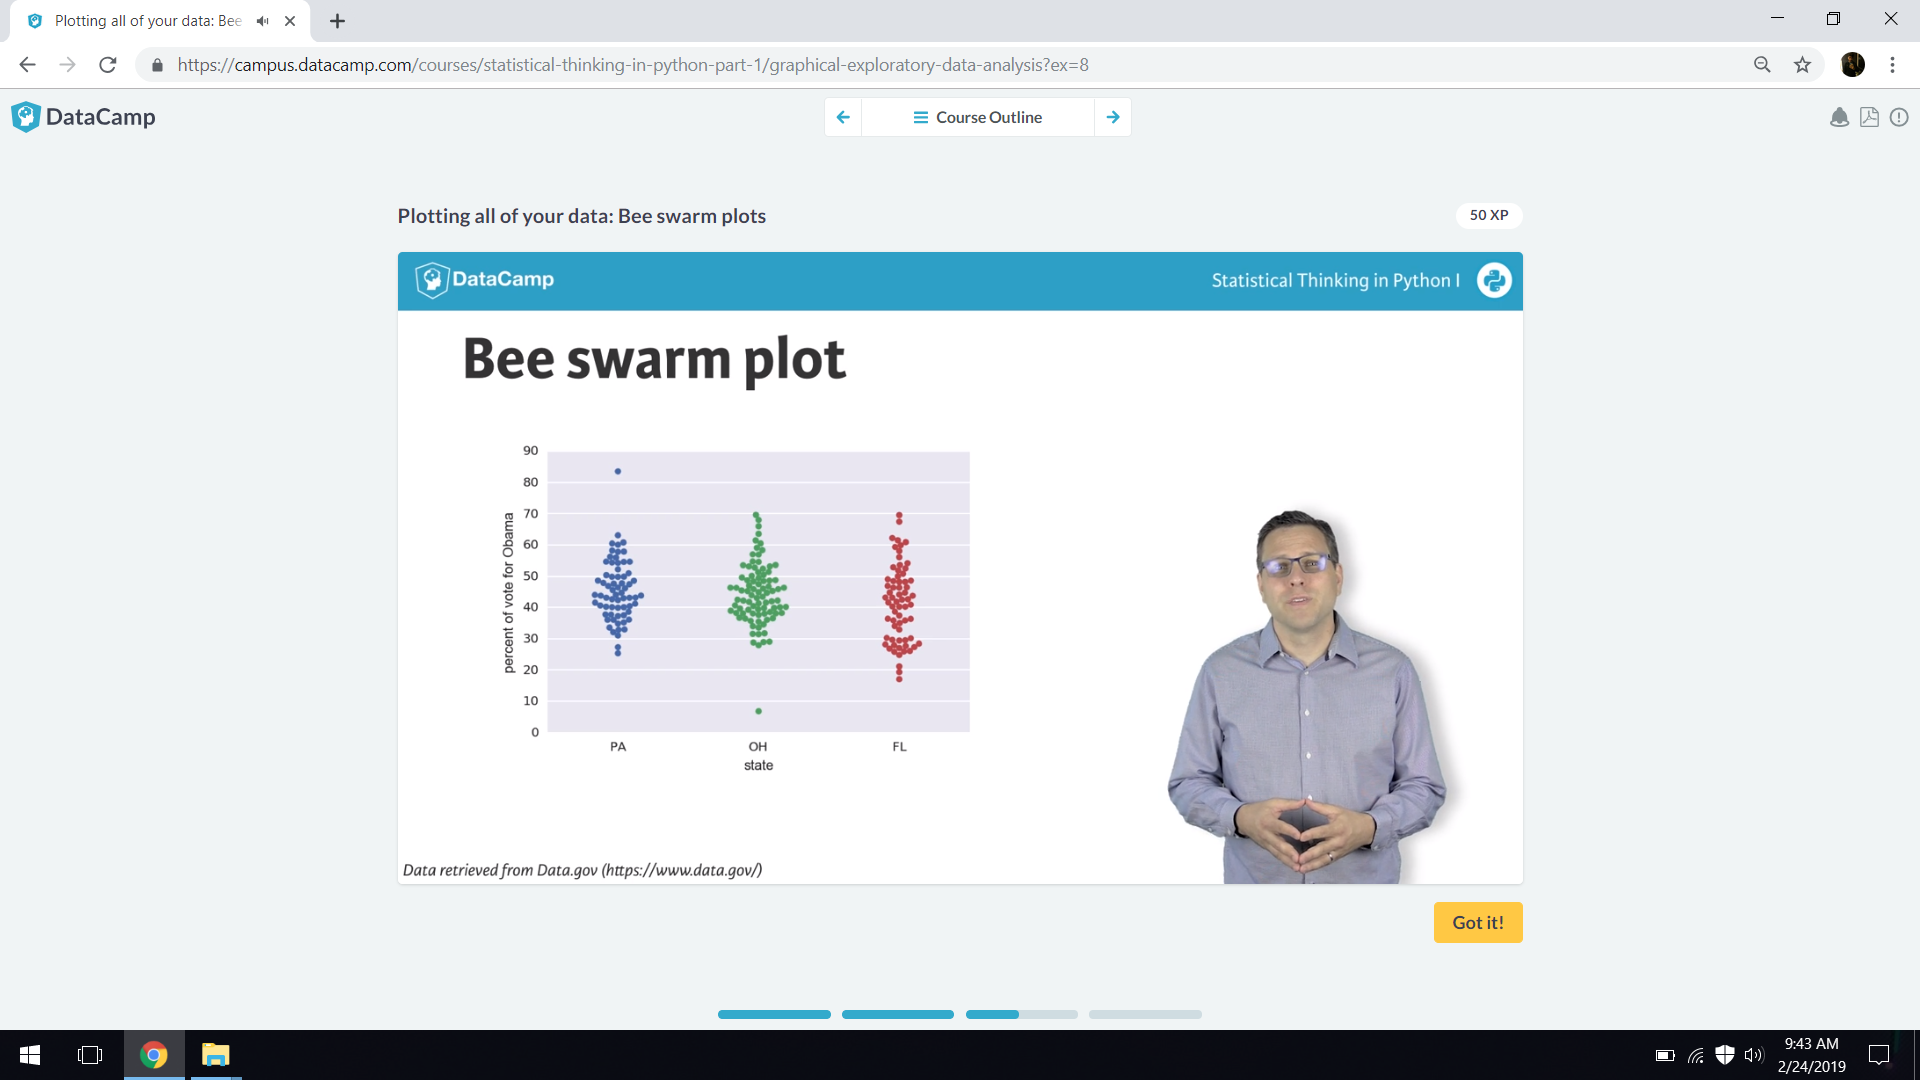 Plotting all of your data: Bee
https://campus.datacamp.com/courses/statistical-thinking-in-python-part-1/graphical-exploratory-data-analysis?ex=8
DataCamp
Course Outline
Plotting all of your data: Bee swarm plots
50 XP
DataCamp
Statistical Thinking in Python I
Bee swarm plot
90
80
70
60
50
40
30
20
10
0
percent of vote for Obama
PA
OH
FL
state
Data retrieved from Data.gov (https://www.data.gov/)
Got it!
9:43 AM
2/24/2019